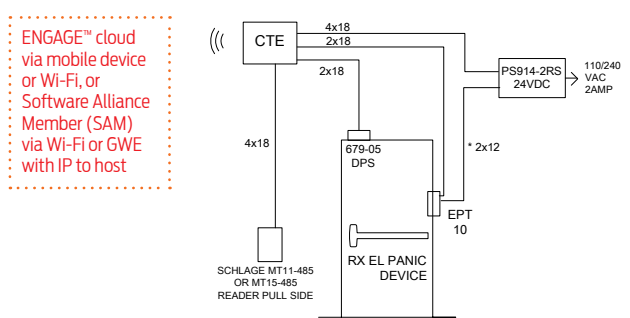 ENGAGE™ cloud
via mobile device
or Wi-Fi, or
Software Alliance
Member (SAM)
via Wi-Fi or GWE
with IP to host
CTE
4x18
2x18
2x18
4x18
PS914-2RS
24VDC
110/240
VAC
2AMP
* 2x12
679-05
DPS
EPT
10
RX EL PANIC
DEVICE
SCHLAGE MT11-485
OR MT15-485
READER PULL SIDE